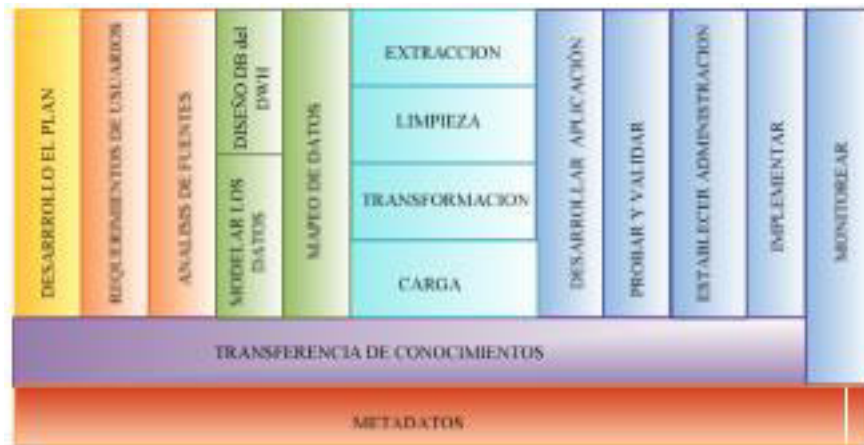 DESARRROLLO EL PLAN
REQUERIMIENTOS DE USUARIOS
ANALISIS DE FUENTES
DISEÑO DB del
DWH
MODELAR LOS
DATOS
MAPEO DE DATOS
EXTRACCION
LIMPIEZA
TRANSFORMACION
CARGA
DESARROLLAR APLICACIÓN
PROBAR Y VALIDAR
ESTABLECER ADMINISTRACION
IMPLEMENTAR
MONITOREAR
TRANSFERENCIA DE CONOCIMIENTOS
METADATOS